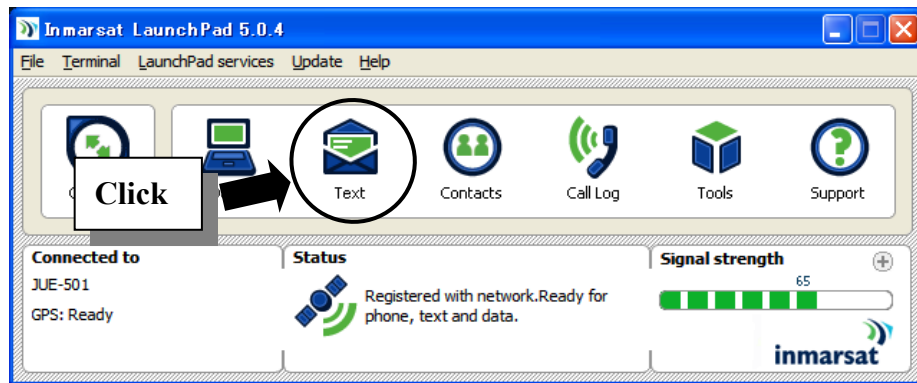 Inmarsat LaunchPad 5.0.4
File Terminal LaunchPad services Update Help
Click
Text Contacts Call Log Tools Support
Connected to
JUE-501
GPS: Ready
Status
Registered with network.Ready for
phone, text and data.
Signal strength
65
inmarsat